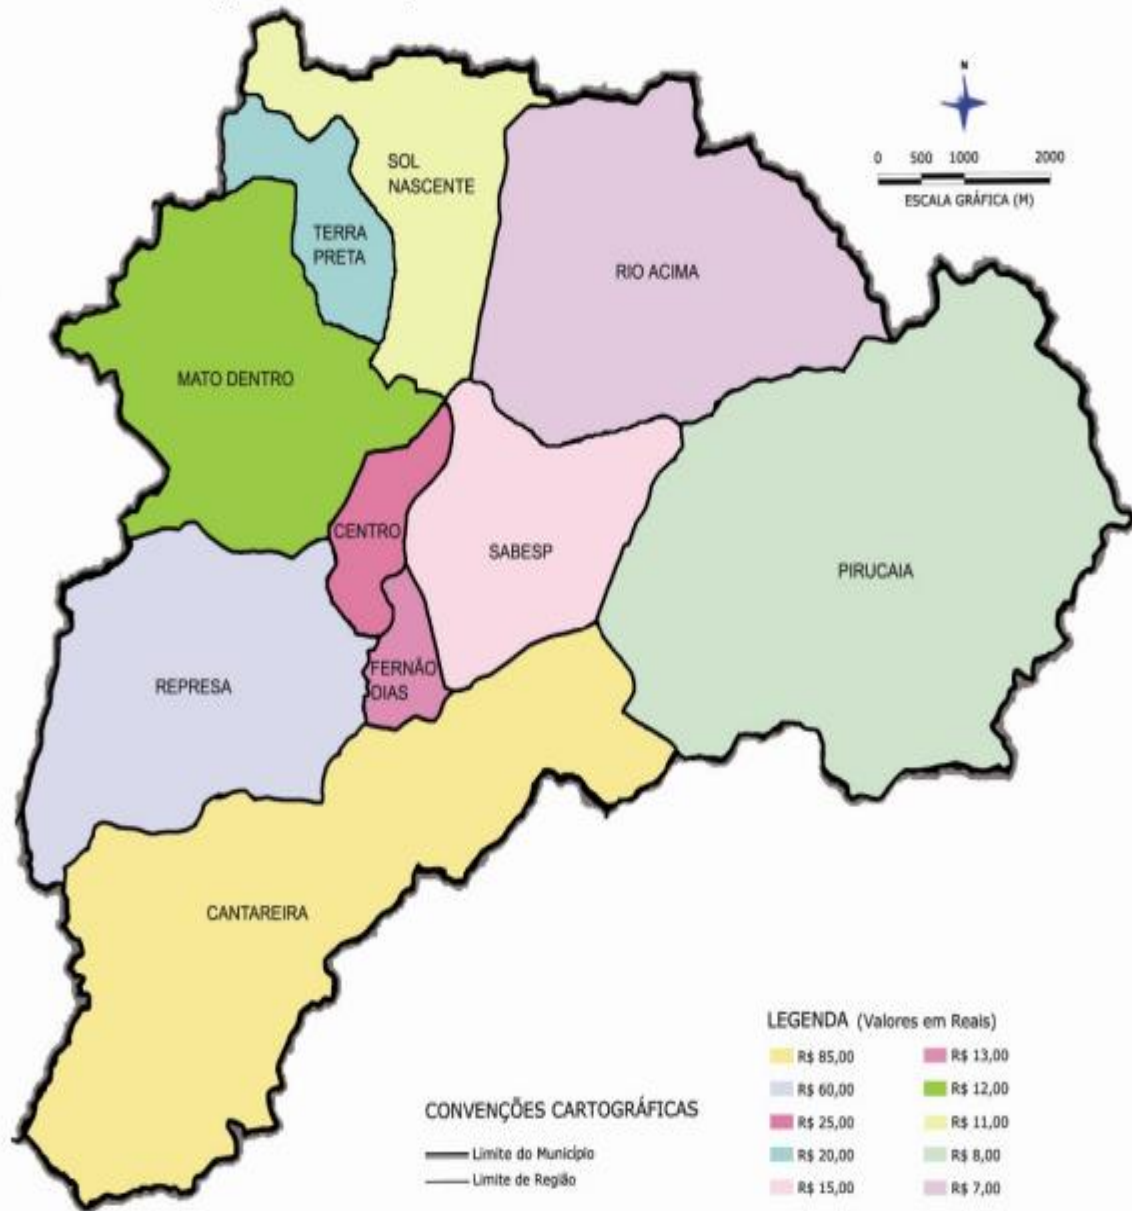 N
0 500 1000 2000
ESCALA GRÁFICA (M)
SOL
NASCENTE
TERRA
PRETA
RIO ACIMA
MATO DENTRO
CENTRO
SABESP
PIRUCAIA
REPRESA
FERNÃO
DIAS
CANTAREIRA
LEGENDA (Valores em Reais)
R$ 85,00
R$ 60,00
R$ 25,00
R$ 20,00
R$ 15,00
R$ 13,00
R$ 12,00
R$ 11,00
R$ 8,00
R$ 7,00
CONVENÇÕES CARTOGRÁFICAS
Limite do Município
Limite de Região